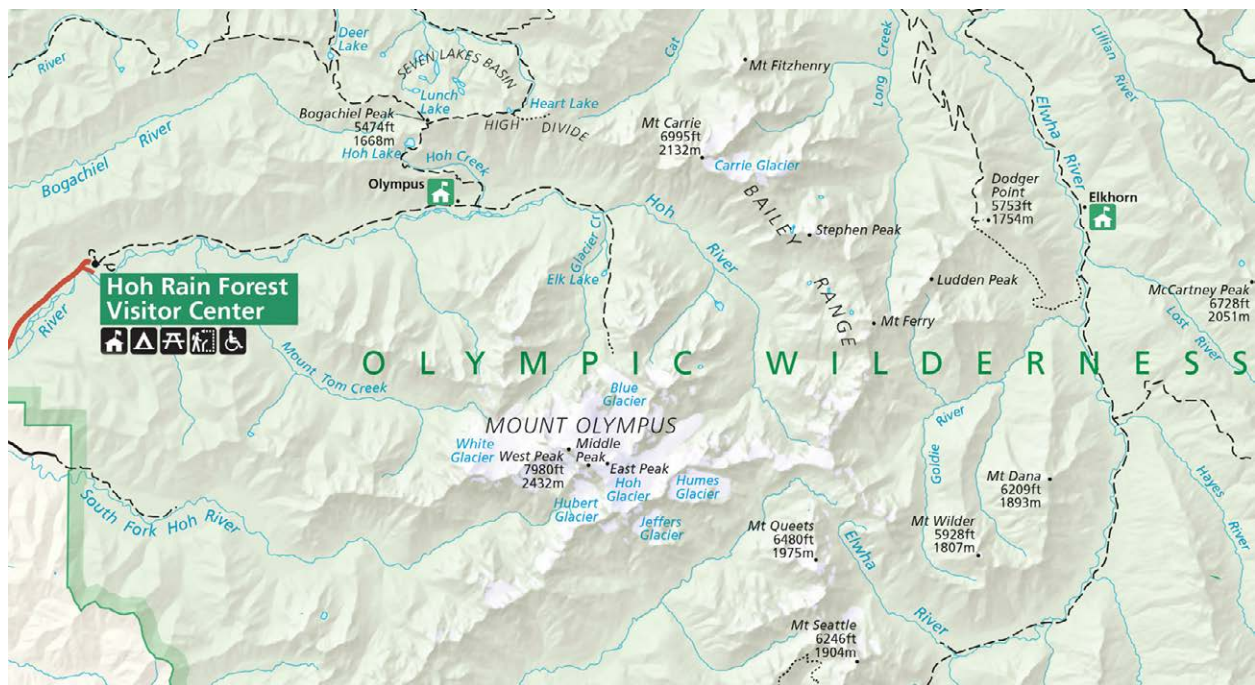 River
Deer
Lake
SEVEN LAKES BASIN
Lunch
Lake
Heart Lake
HIGH DIVIDE
Bogachiel Peak
5474ft
1668m
Hoh Lake
Hoh Creek
Bogachiel River
Olympus
Cat
Mt Fitzhenry
Mt Carrie
6995ft
2132m
Carrie Glacier
Long Creek
Elwha River
Lillian River
Dodger
Point
5753ft
1754m
Elkhorn
BAILEY RANGE
Stephen Peak
Ludden Peak
Mt Ferry
McCartney Peak
6728ft
2051m
Lost River
Hoh River
Elk Lake
Glacier Cr
Hoh Rain Forest
Visitor Center
River
Mount Tom Creek
OLYMPIC WILDERNESS
Blue
Glacier
MOUNT OLYMPUS
White
Glacier
West Peak
7980ft
2432m
Middle
Peak
East Peak
Hoh
Glacier
Humes
Glacier
Hubert
Glacier
Jeffers
Glacier
South Fork Hoh River
Goldie River
Mt Dana
6209ft
1893m
Mt Wilder
5928ft
1807m
Hayes River
Mt Queets
6480ft
1975m
Elwha River
Mt Seattle
6246ft
1904m